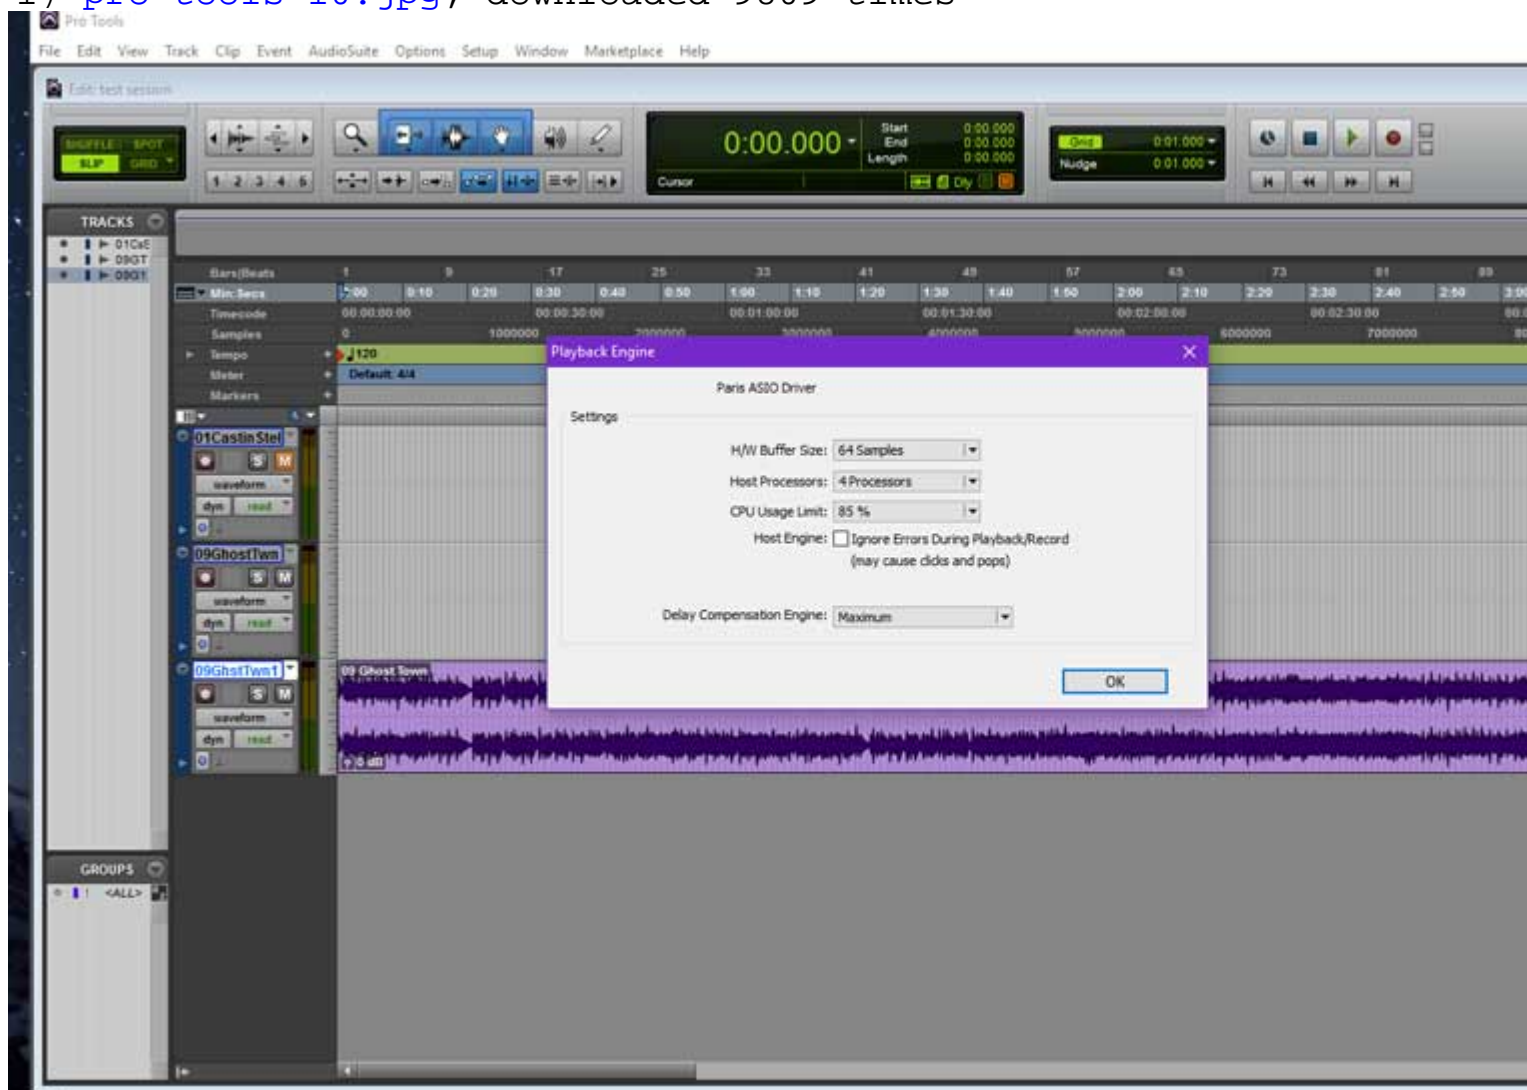 Pro Tools
File Edit View Track Clip Event AudioSuite Options Setup Window Marketplace Help
Edit: test session
SHUFFLE SPOT
SLIP GRID
1 2 3 4 5
0:00.000
Start 0:00.000
End 0:00.000
Length 0:00.000
Cursor
Dly
Grid 0:01.000
Nudge 0:01.000
TRACKS
01CaS
09GT
Bars|Beats 1 9 17 25 33 41 49 57 65 73 81 89
Min:Secs 0:10 0:20 0:30 0:40 0:50 1:00 1:10 1:20 1:30 1:40 1:50 2:00 2:10 2:20 2:30 2:40 2:50
Timecode 00:00:00:00 00:00:30:00 00:01:00:00 00:01:30:00 00:02:00:00 00:02:30:00
Samples 0 1000000 2000000 3000000 4000000 5000000 6000000 7000000
Tempo 120
Meter Default: 4/4
Markers
01CastinStel
S M
waveform
dyn read
09GhostTwn
S M
waveform
dyn read
09GhstTwn1
S M
waveform
dyn read
09 Ghost Town
0 dB
Playback Engine
Paris ASIO Driver
Settings
H/W Buffer Size: 64 Samples
Host Processors: 4 Processors
CPU Usage Limit: 85 %
Host Engine: Ignore Errors During Playback/Record
(may cause clicks and pops)
Delay Compensation Engine: Maximum
OK
GROUPS
! <ALL>